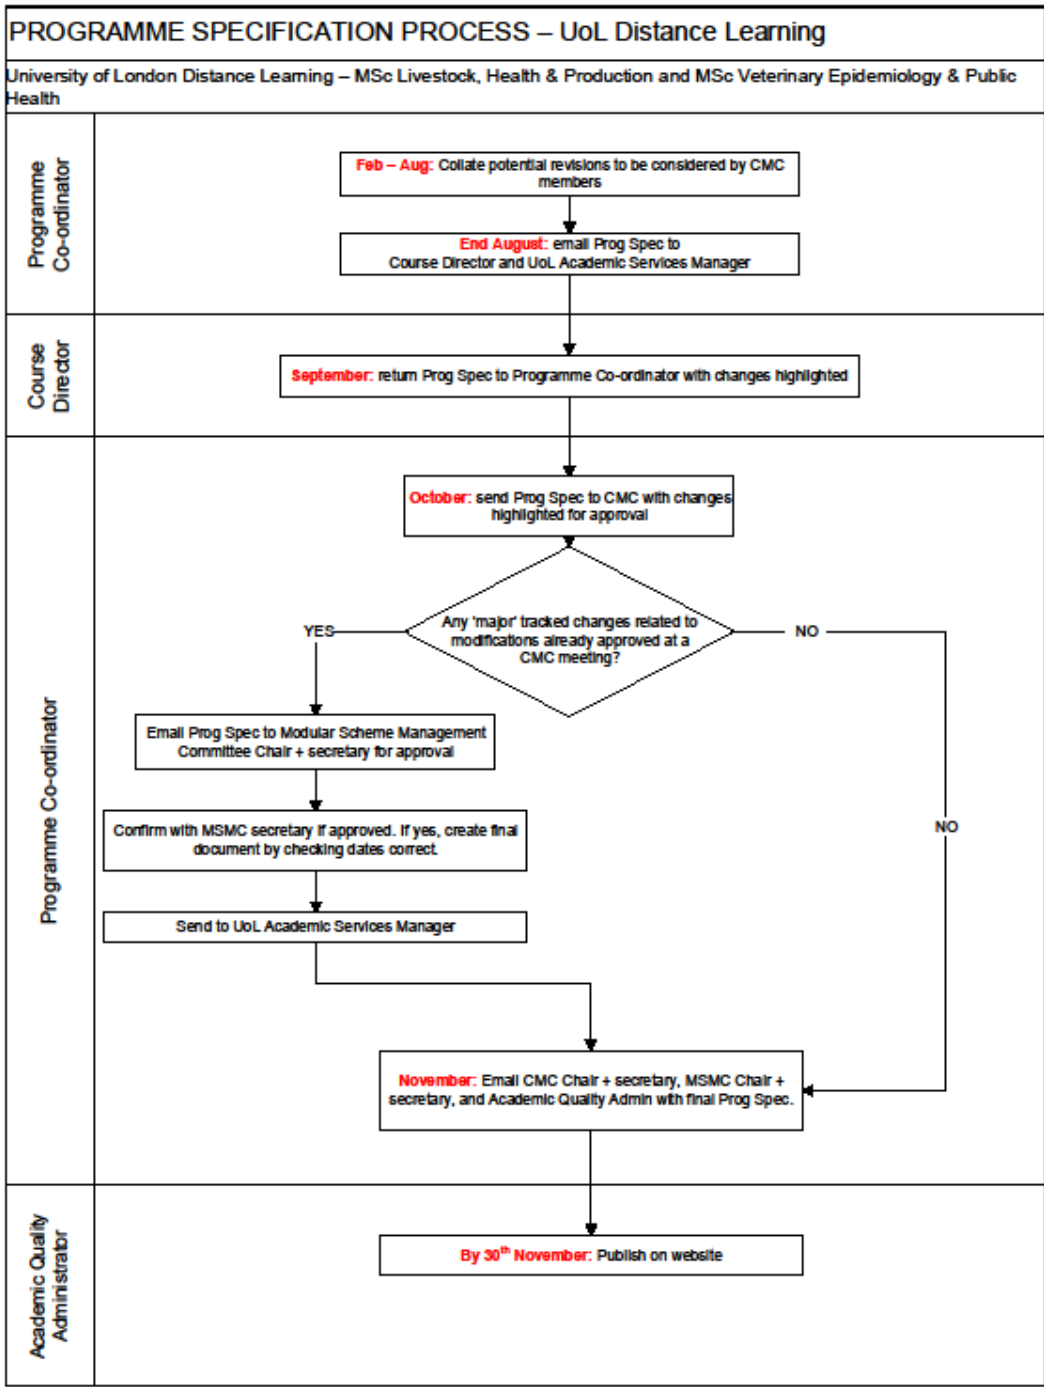 PROGRAMME SPECIFICATION PROCESS – UoL Distance Learning
University of London Distance Learning – MSc Livestock, Health & Production and MSc Veterinary Epidemiology & Public
Health
Programme
Co-ordinator
Feb – Aug: Collate potential revisions to be considered by CMC
members
End August: email Prog Spec to
Course Director and UoL Academic Services Manager
Course
Director
September: return Prog Spec to Programme Co-ordinator with changes highlighted
Programme Co-ordinator
October: send Prog Spec to CMC with changes
highlighted for approval
Any 'major' tracked changes related to
modifications already approved at a
CMC meeting?
YES
NO
Email Prog Spec to Modular Scheme Management
Committee Chair + secretary for approval
Confirm with MSMC secretary if approved. If yes, create final
document by checking dates correct.
NO
Send to UoL Academic Services Manager
November: Email CMC Chair + secretary, MSMC Chair +
secretary, and Academic Quality Admin with final Prog Spec.
Academic Quality
Administrator
By 30th November: Publish on website